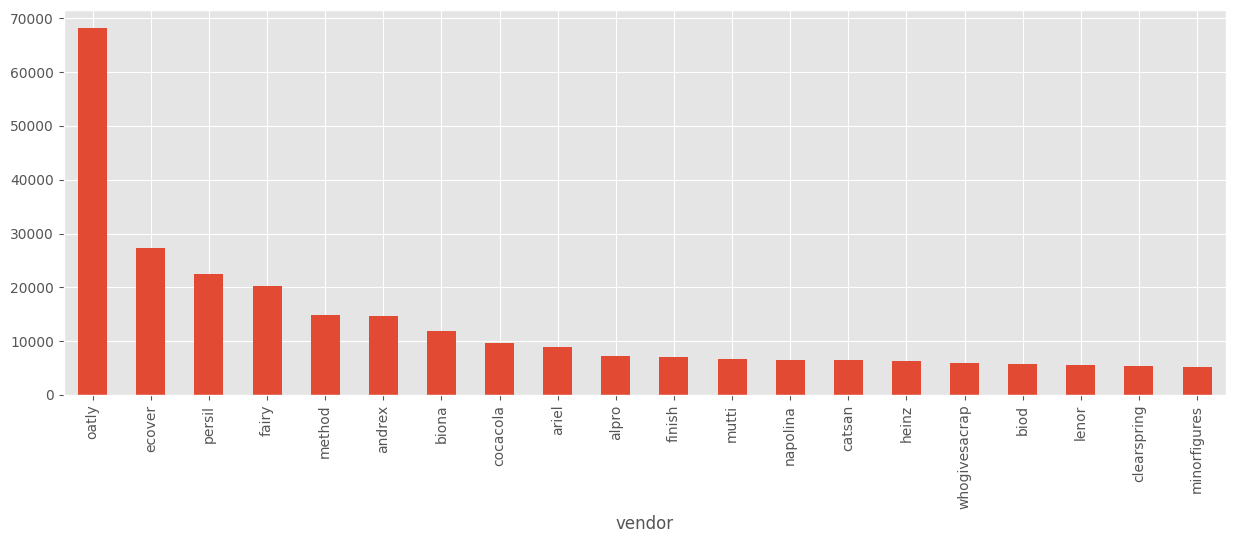 70000
60000
50000
40000
30000
20000
10000
0
oatly
ecover
persil
fairy
method
andrex
biona
cocacola
ariel
alpro
finish
mutti
napolina
catsan
heinz
whogivesacrap
biod
lenor
clearspring
minorfigures
vendor